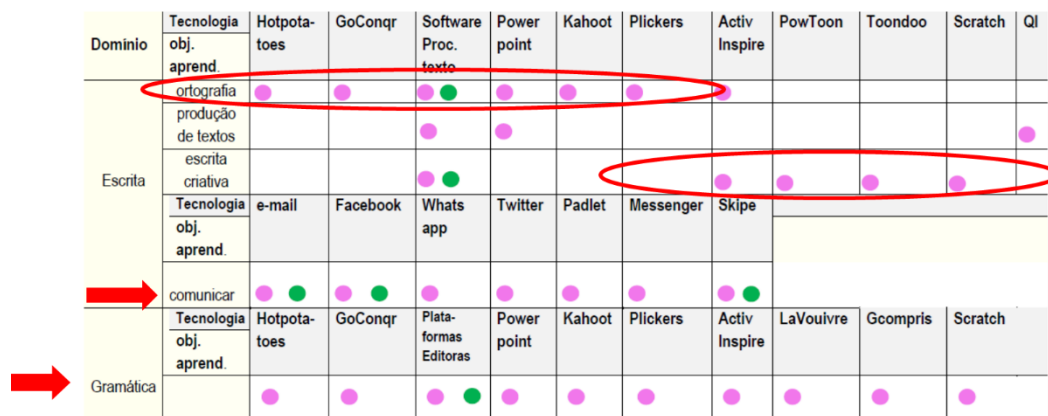 Domínio
Tecnologia
obj.
aprend.
Hotpota-
toes
GoConqr
Software
Proc.
texto
Power
point
Kahoot
Plickers
Activ
Inspire
PowToon
Toondoo
Scratch
QI
Escrita
ortografia
produção
de textos
escrita
criativa
Tecnologia
obj.
aprend.
e-mail
Facebook
Whats
app
Twitter
Padlet
Messenger
Skipe
comunicar
Gramática
Tecnologia
obj.
aprend.
Hotpota-
toes
GoConqr
Plata-
formas
Editoras
Power
point
Kahoot
Plickers
Activ
Inspire
LaVouivre
Gcompris
Scratch